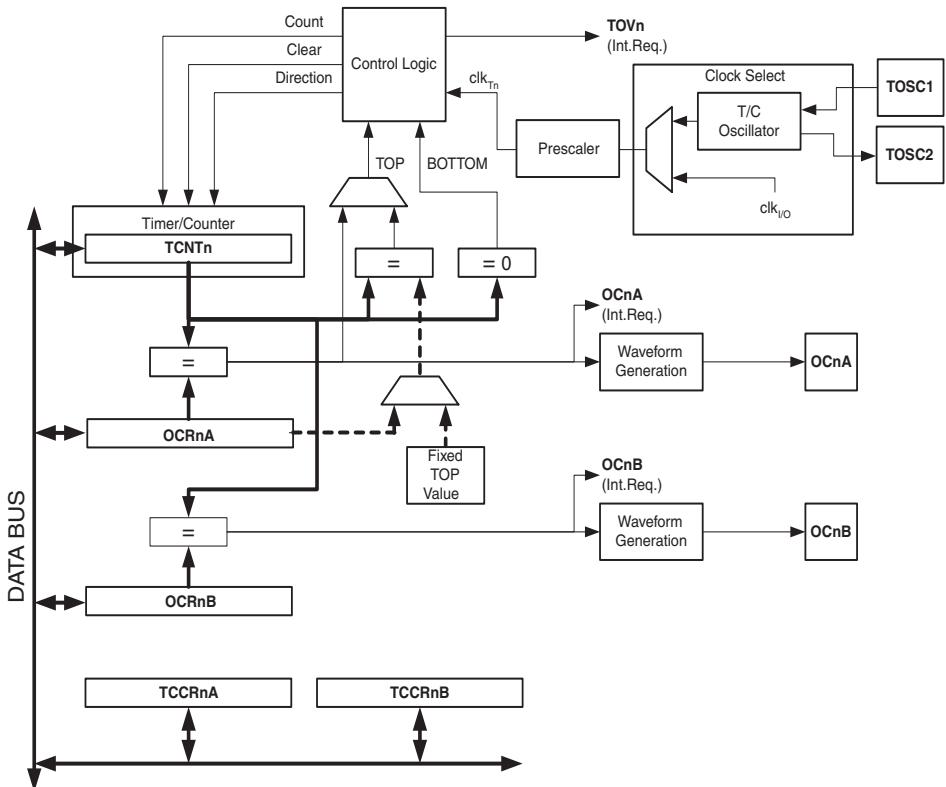 Count
Clear
Direction
Control Logic
TOVn
(Int.Req.)
clkTn
Clock Select
T/C
Oscillator
TOSC1
TOSC2
Prescaler
clkI/O
TOP
BOTTOM
Timer/Counter
TCNTn
=
= 0
OCnA
(Int.Req.)
=
Waveform
Generation
OCnA
OCRnA
Fixed
TOP
Value
OCnB
(Int.Req.)
=
Waveform
Generation
OCnB
DATA BUS
OCRnB
TCCRnA
TCCRnB